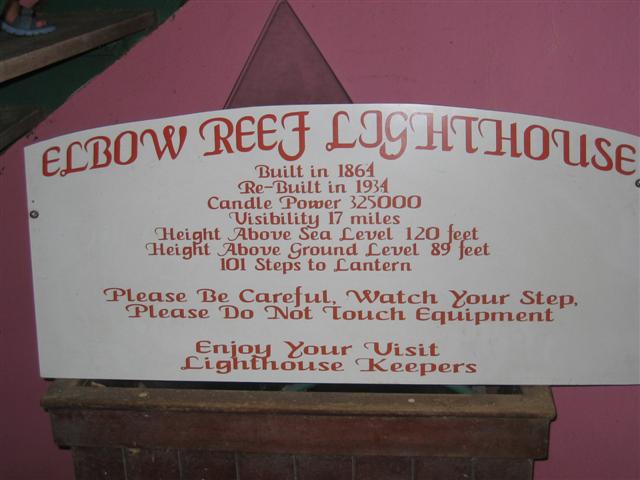 ELBOW REEF LIGHTHOUSE
Built in 1864
Re-Built in 1934
Candle Power 325000
Visibility 17 miles
Height Above Sea Level 120 feet
Height Above Ground Level 89 feet
101 Steps to Lantern
Please Be Careful, Watch Your Step,
Please Do Not Touch Equipment
Enjoy Your Visit
Lighthouse Keepers